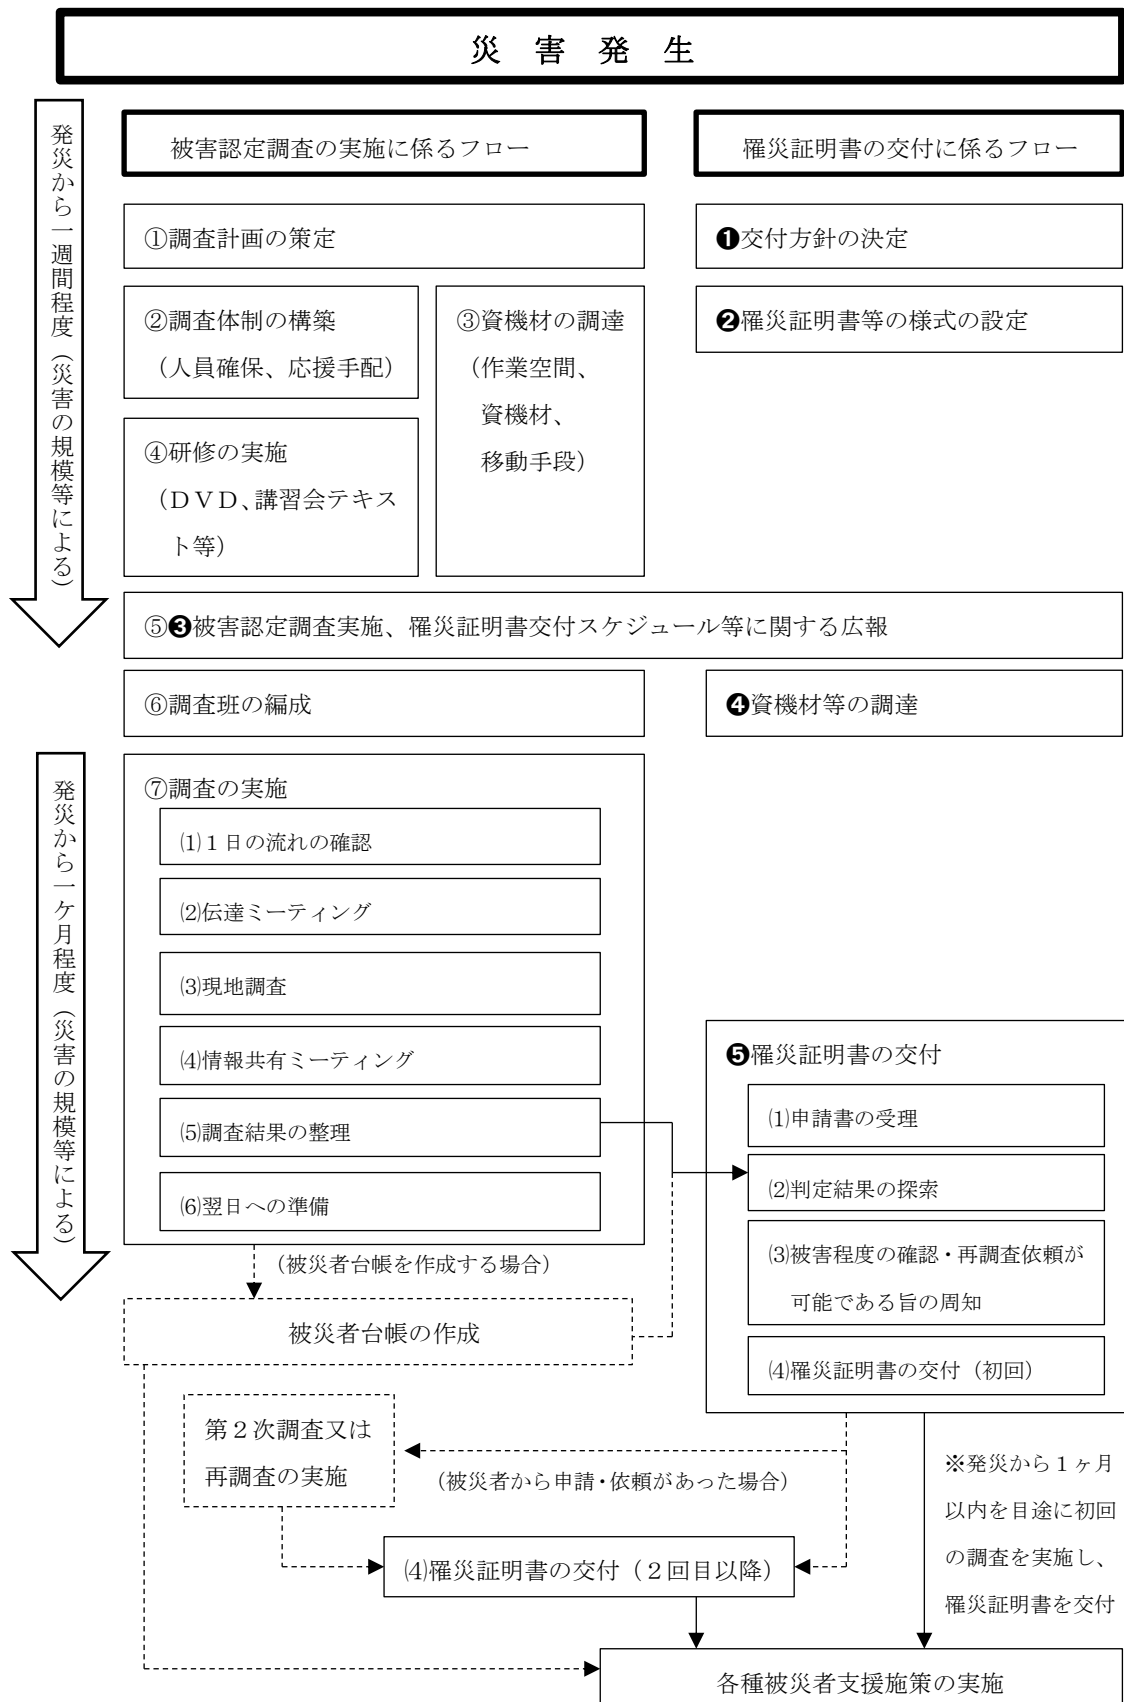 災害発生
発災から一週間程度（災害の規模等による）
被害認定調査の実施に係るフロー
罹災証明書の交付に係るフロー
①調査計画の策定
❶交付方針の決定
②調査体制の構築
（人員確保、応援手配）
③資機材の調達
（作業空間、
資機材、
移動手段）
❷罹災証明書等の様式の設定
④研修の実施
（ＤＶＤ、講習会テキス
ト等）
⑤❸被害認定調査実施、罹災証明書交付スケジュール等に関する広報
⑥調査班の編成
❹資機材等の調達
発災から一ケ月程度（災害の規模等による）
⑦調査の実施
⑴１日の流れの確認
⑵伝達ミーティング
⑶現地調査
⑷情報共有ミーティング
⑸調査結果の整理
⑹翌日への準備
❺罹災証明書の交付
⑴申請書の受理
⑵判定結果の探索
⑶被害程度の確認・再調査依頼が
可能である旨の周知
⑷罹災証明書の交付（初回）
（被災者台帳を作成する場合）
被災者台帳の作成
第２次調査又は
再調査の実施
（被災者から申請・依頼があった場合）
※発災から１ヶ月
以内を目途に初回
の調査を実施し、
罹災証明書を交付
⑷罹災証明書の交付（２回目以降）
各種被災者支援施策の実施